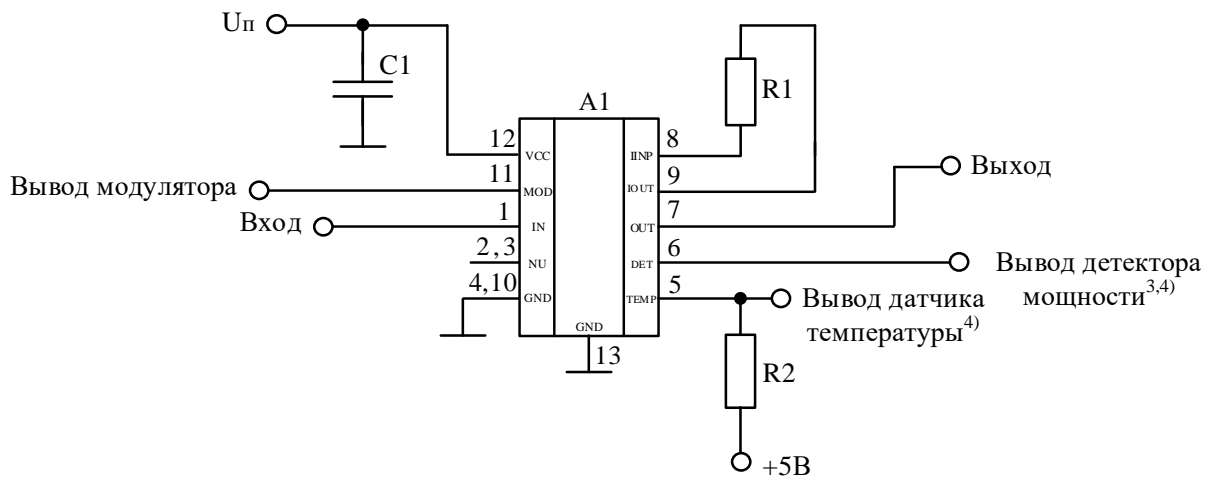 Uп
C1
A1
R1
12
VCC
8
IINP
11
MOD
9
IOUT
Вывод модулятора
1
IN
7
OUT
Выход
Вход
2,3
NU
6
DET
Вывод детектора
мощности3,4)
4,10
GND
5
TEMP
Вывод датчика
температуры4)
GND
13
R2
+5В